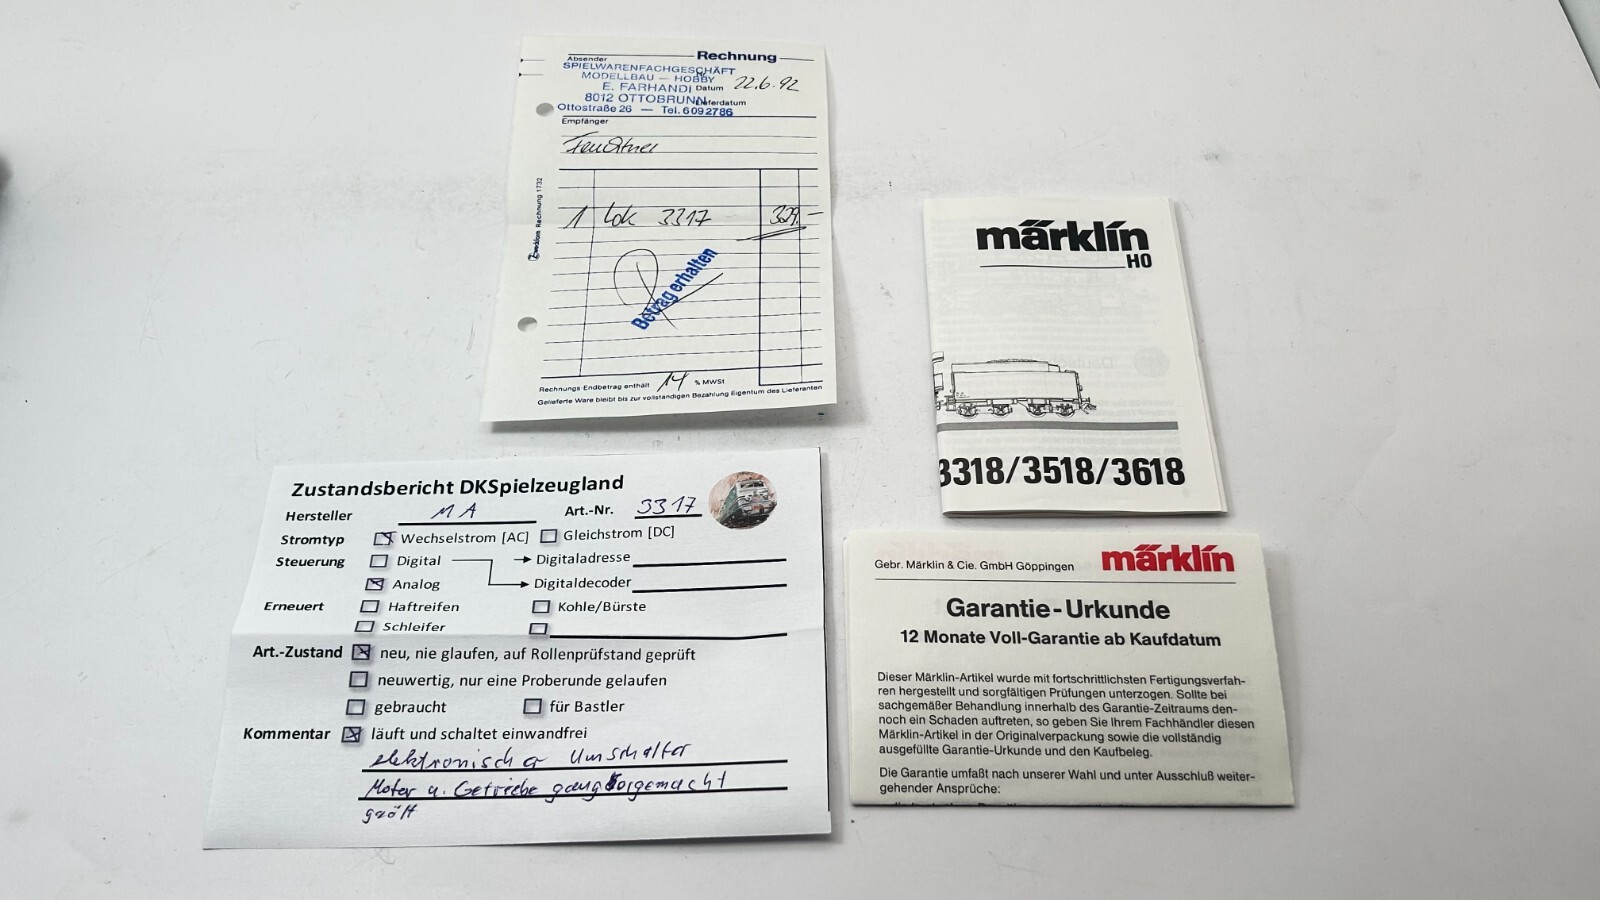 Rechnung
Absender
SPIELWARENFACHGESCHÄFT
MODELLBAU — HOBBY
E. FARHANDI
Datum 22.6.92
8012 OTTOBRUNN
Lieferdatum
Ottostraße 26 — Tel. 6092786
Empfänger
1 Lok 3317 329.—
Betrag erhalten
Zweckform Rechnung 1732
Rechnungs-Endbetrag enthält 14 % MWSt
Gelieferte Ware bleibt bis zur vollständigen Bezahlung Eigentum des Lieferanten
märklin
HO
3318/3518/3618
Zustandsbericht DKSpielzeugland
Hersteller MA Art.-Nr. 3317
Stromtyp Wechselstrom [AC] Gleichstrom [DC]
Steuerung Digital Digitaladresse
Analog Digitaldecoder
Erneuert Haftreifen Kohle/Bürste
Schleifer
Art.-Zustand neu, nie glaufen, auf Rollenprüfstand geprüft
neuwertig, nur eine Proberunde gelaufen
gebraucht für Bastler
Kommentar läuft und schaltet einwandfrei
elektronischer Umschalter
Motor u. Getriebe gangborgemacht
geölt
Gebr. Märklin & Cie. GmbH Göppingen
märklin
Garantie-Urkunde
12 Monate Voll-Garantie ab Kaufdatum
Dieser Märklin-Artikel wurde mit fortschrittlichsten Fertigungsverfah-
ren hergestellt und sorgfältigen Prüfungen unterzogen. Sollte bei
sachgemäßer Behandlung innerhalb des Garantie-Zeitraums den-
noch ein Schaden auftreten, so geben Sie Ihrem Fachhändler diesen
Märklin-Artikel in der Originalverpackung sowie die vollständig
ausgefüllte Garantie-Urkunde und den Kaufbeleg.
Die Garantie umfaßt nach unserer Wahl und unter Ausschluß weiter-
gehender Ansprüche: